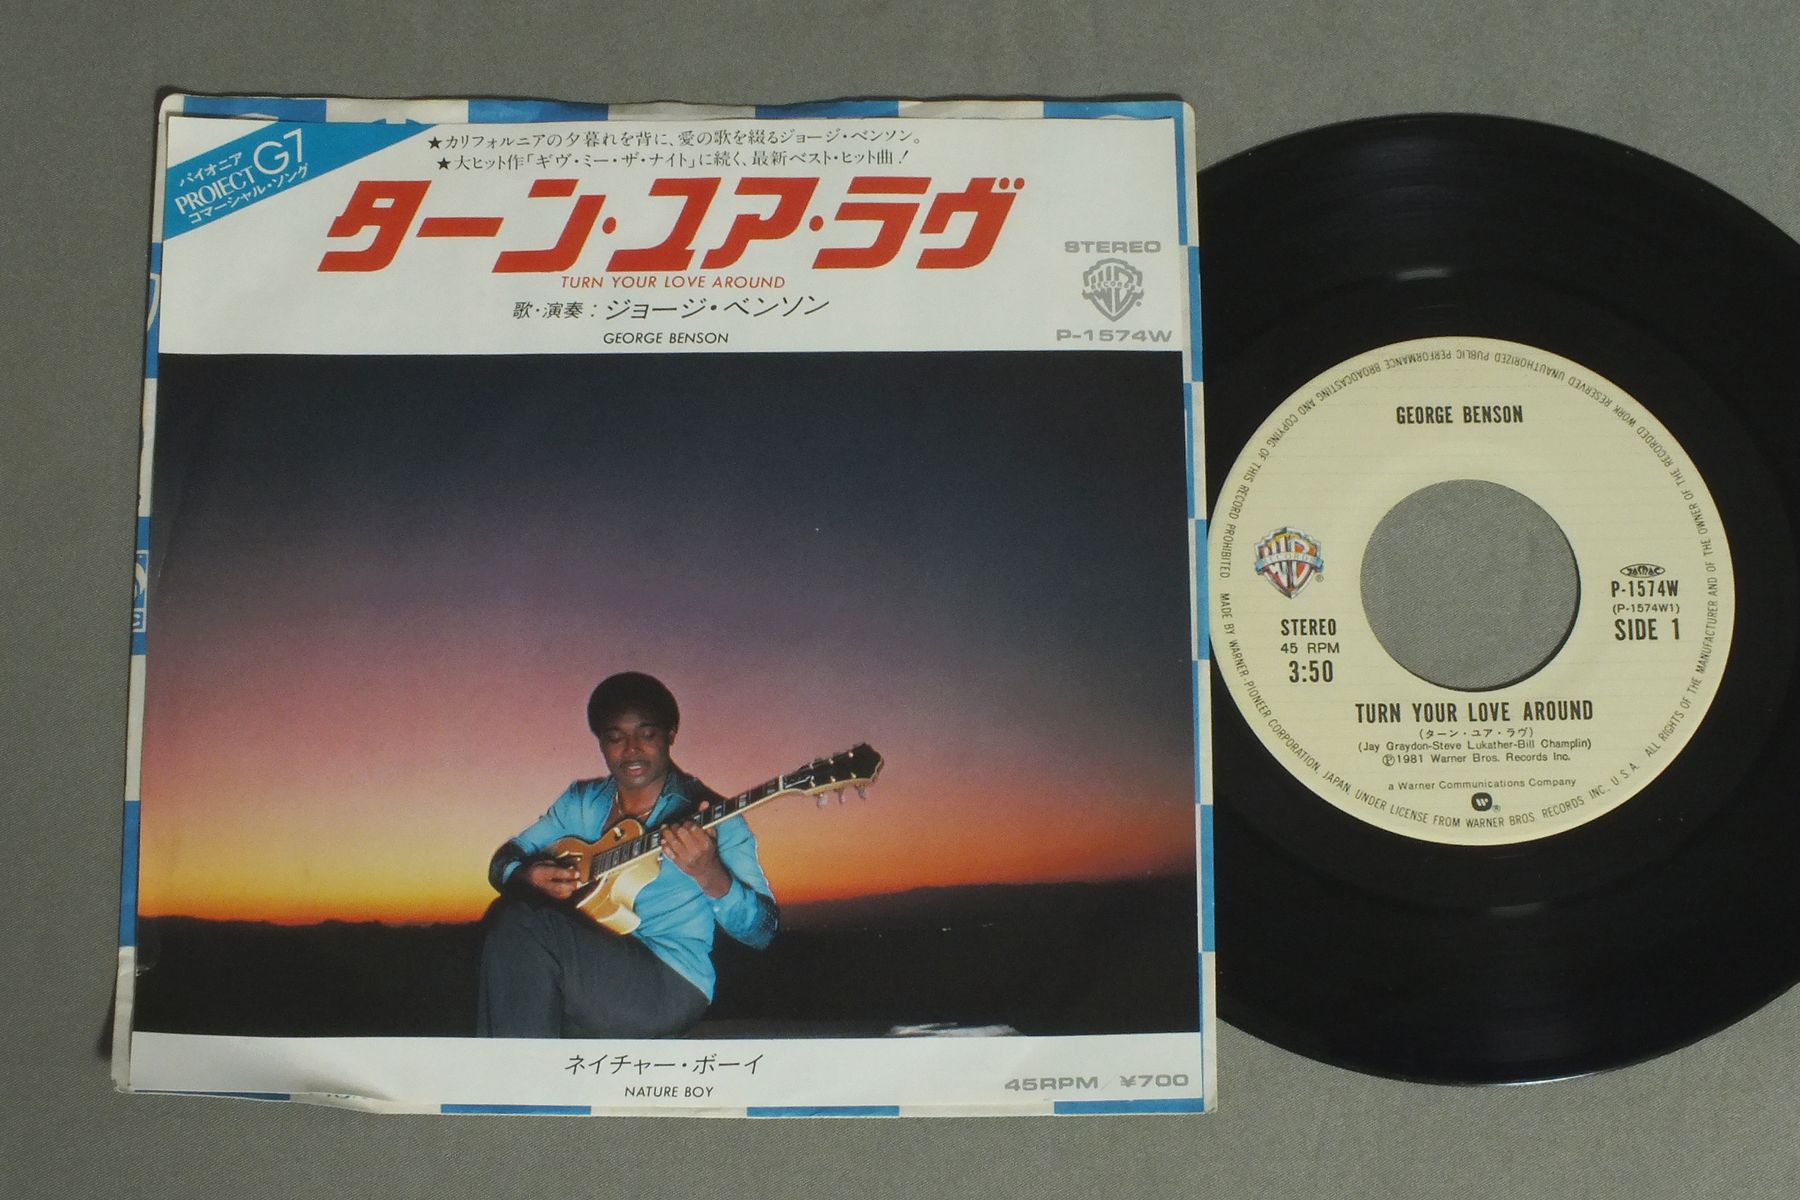 パイオニア
PROJECT G7
コマーシャル・ソング
★カリフォルニアの夕暮れを背に、愛の歌を綴るジョージ・ベンソン。
★大ヒット作「ギヴ・ミー・ザ・ナイト」に続く、最新ベスト・ヒット曲！
ターン・ユア・ラヴ
TURN YOUR LOVE AROUND
歌・演奏：ジョージ・ベンソン
GEORGE BENSON
STEREO
WB
RECORDS
P-1574W
ネイチャー・ボーイ
NATURE BOY
45RPM/¥700
GEORGE BENSON
WB
RECORDS
®
STEREO
45 RPM
3:50
JASRAC
P-1574W
(P-1574W1)
SIDE 1
TURN YOUR LOVE AROUND
(ターン・ユア・ラヴ)
(Jay Graydon-Steve Lukather-Bill Champlin)
Ⓟ1981 Warner Bros. Records Inc.
a Warner Communications Company
®
MADE BY WARNER-PIONEER CORPORATION, JAPAN, UNDER LICENSE FROM WARNER BROS. RECORDS INC., U.S.A. ALL RIGHTS OF THE MANUFACTURER AND OF THE OWNER OF THE RECORDED WORK RESERVED UNAUTHORIZED PUBLIC PERFORMANCE BROADCASTING AND COPYING OF THIS RECORD PROHIBITED.